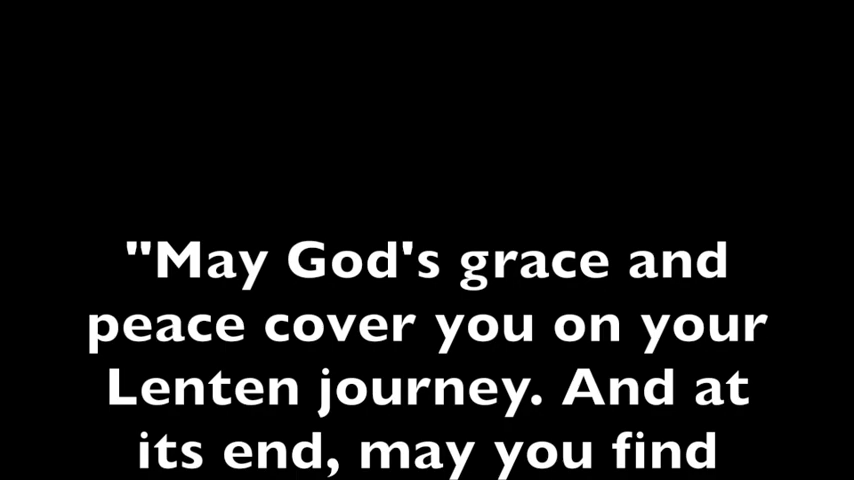 "May God's grace and
peace cover you on your
Lenten journey. And at
its end, may you find